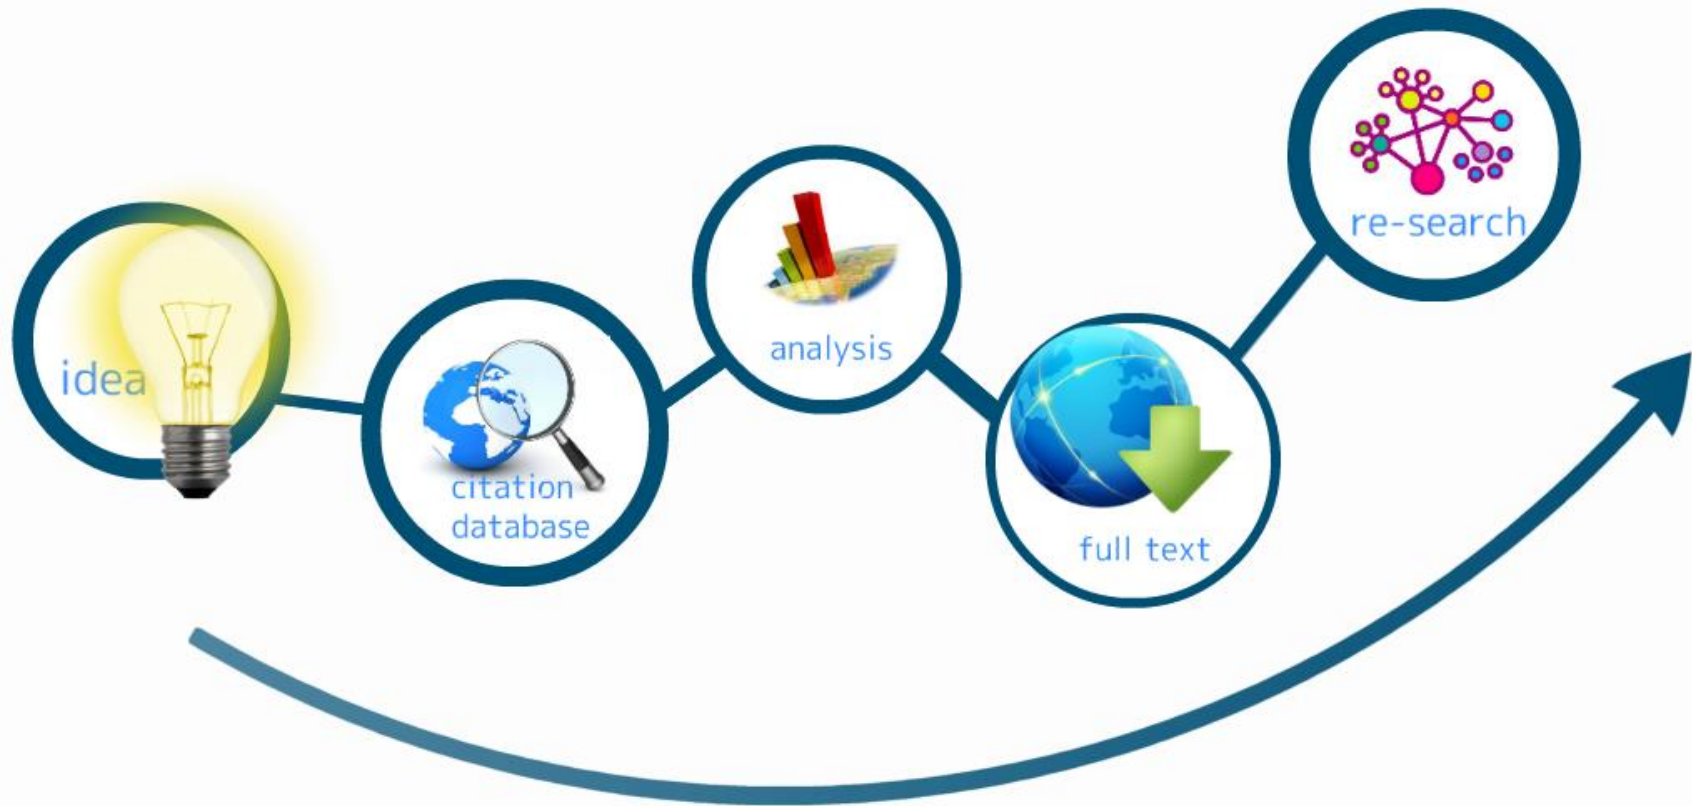 idea
citation
database
analysis
full text
re-search